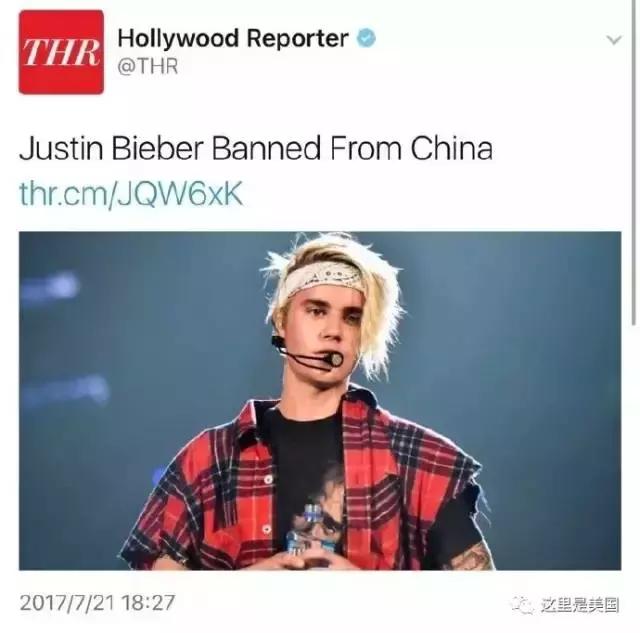 THR
Hollywood Reporter
@THR
Justin Bieber Banned From China
thr.cm/JQW6xK
2017/7/21 18:27
这里是美国